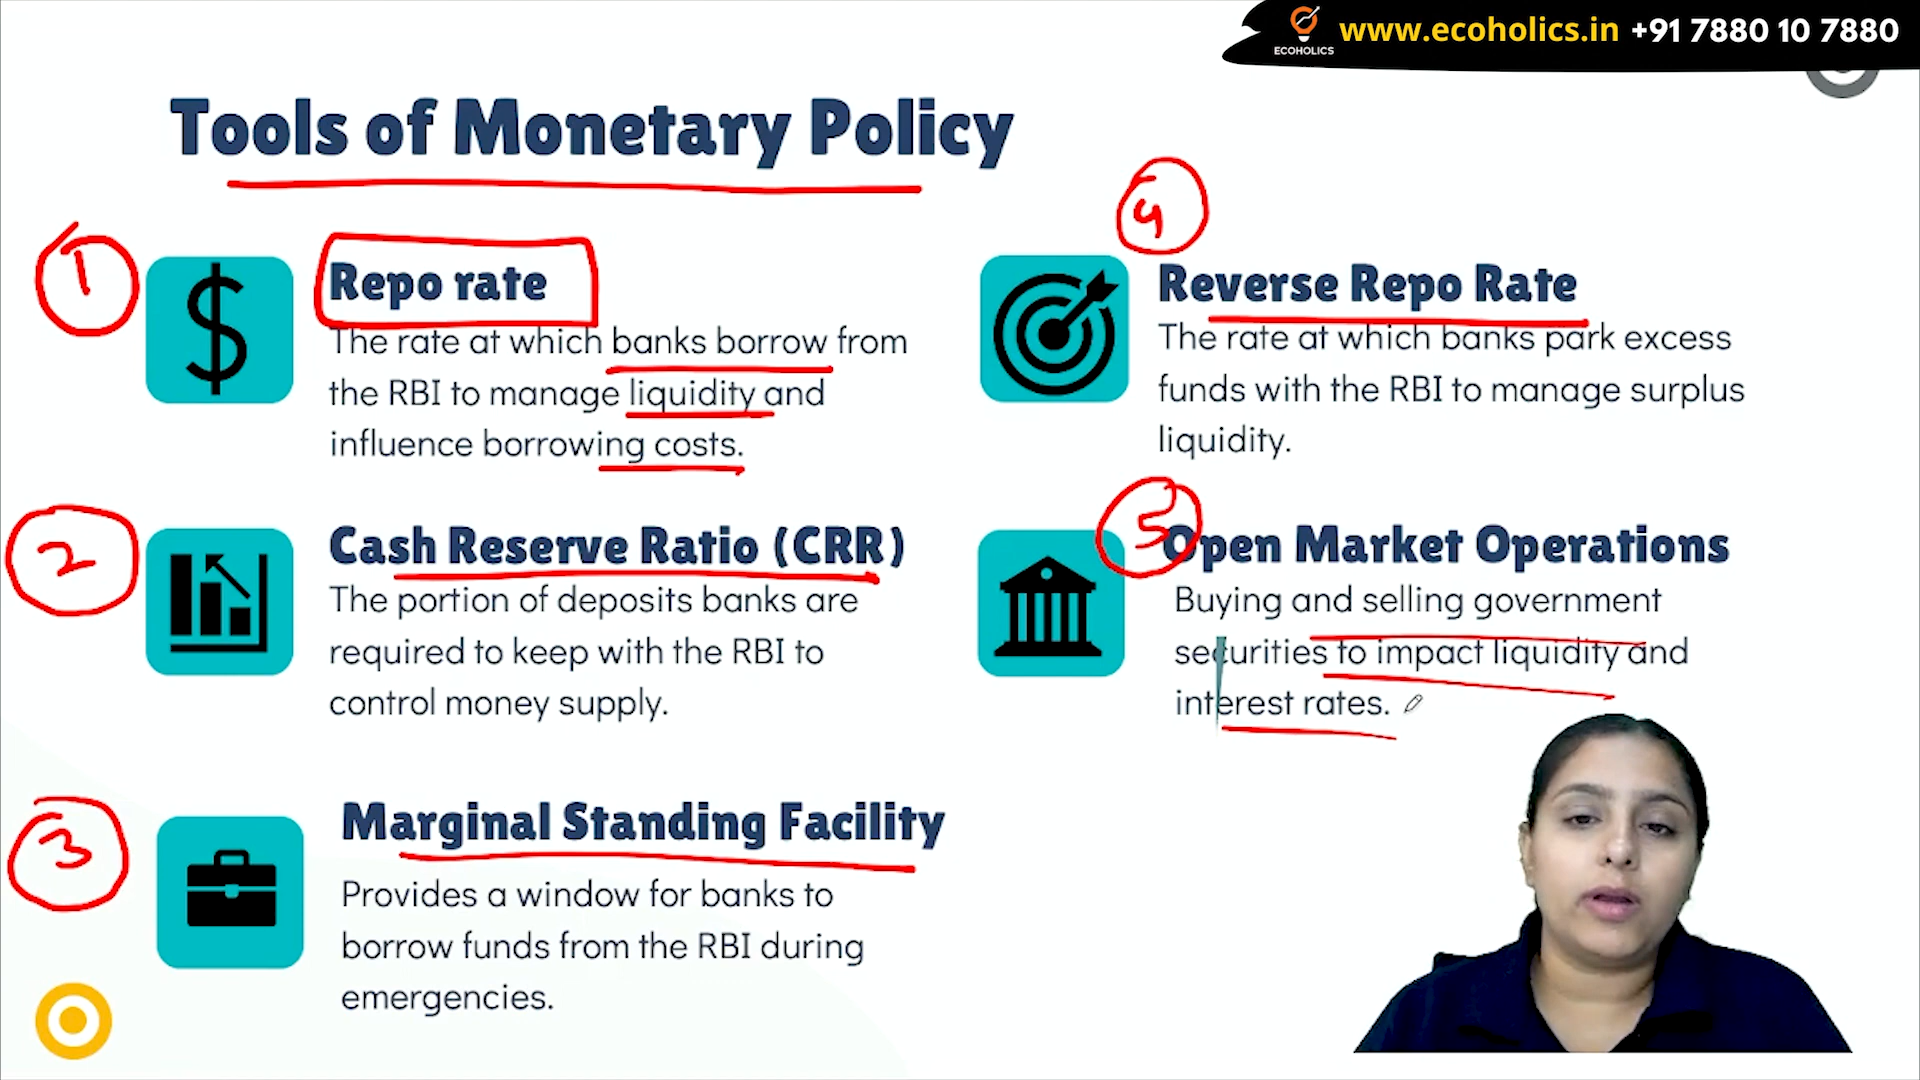 ECOHOLICS
www.ecoholics.in +91 7880 10 7880
Tools of Monetary Policy
1
Repo rate
The rate at which banks borrow from
the RBI to manage liquidity and
influence borrowing costs.
2
Cash Reserve Ratio (CRR)
The portion of deposits banks are
required to keep with the RBI to
control money supply.
3
Marginal Standing Facility
Provides a window for banks to
borrow funds from the RBI during
emergencies.
4
Reverse Repo Rate
The rate at which banks park excess
funds with the RBI to manage surplus
liquidity.
5
Open Market Operations
Buying and selling government
securities to impact liquidity and
interest rates.